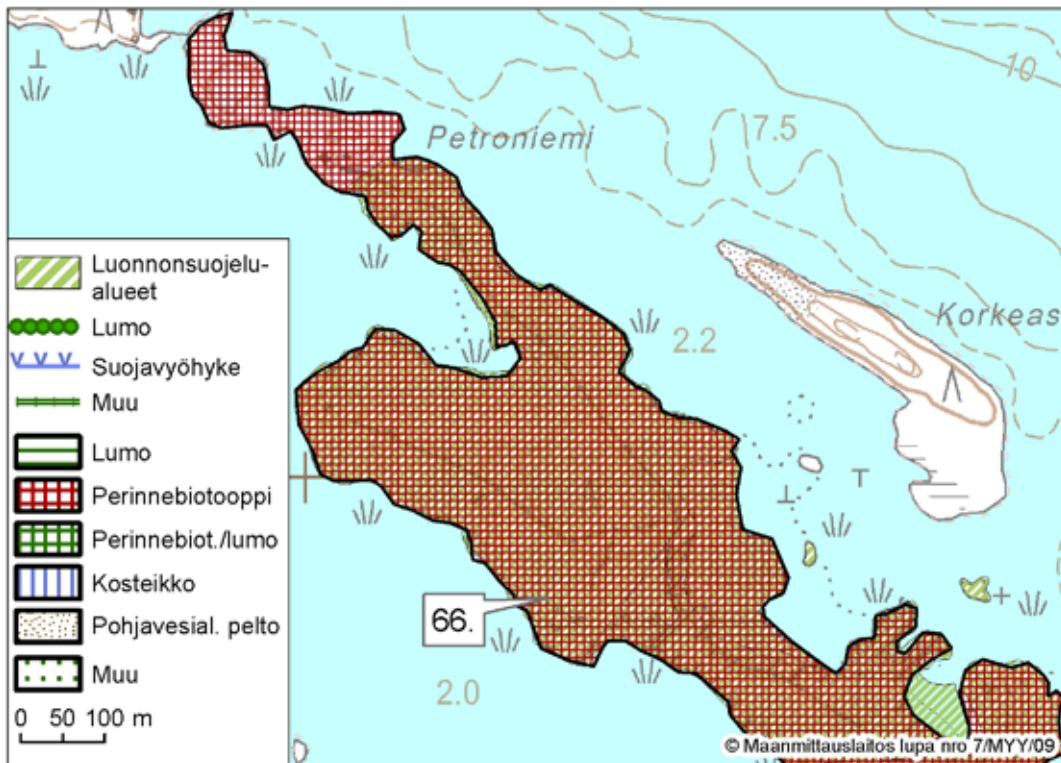 10
7.5
Petroniemi
Korkeas
2.2
Luonnonsuojelu-
alueet
Lumo
Suojavyöhyke
Muu
Lumo
Perinnebiotooppi
Perinnebiot./lumo
Kosteikko
Pohjavesial. pelto
Muu
0 50 100 m
66.
2.0
© Maanmittauslaitos lupa nro 7/MYY/09